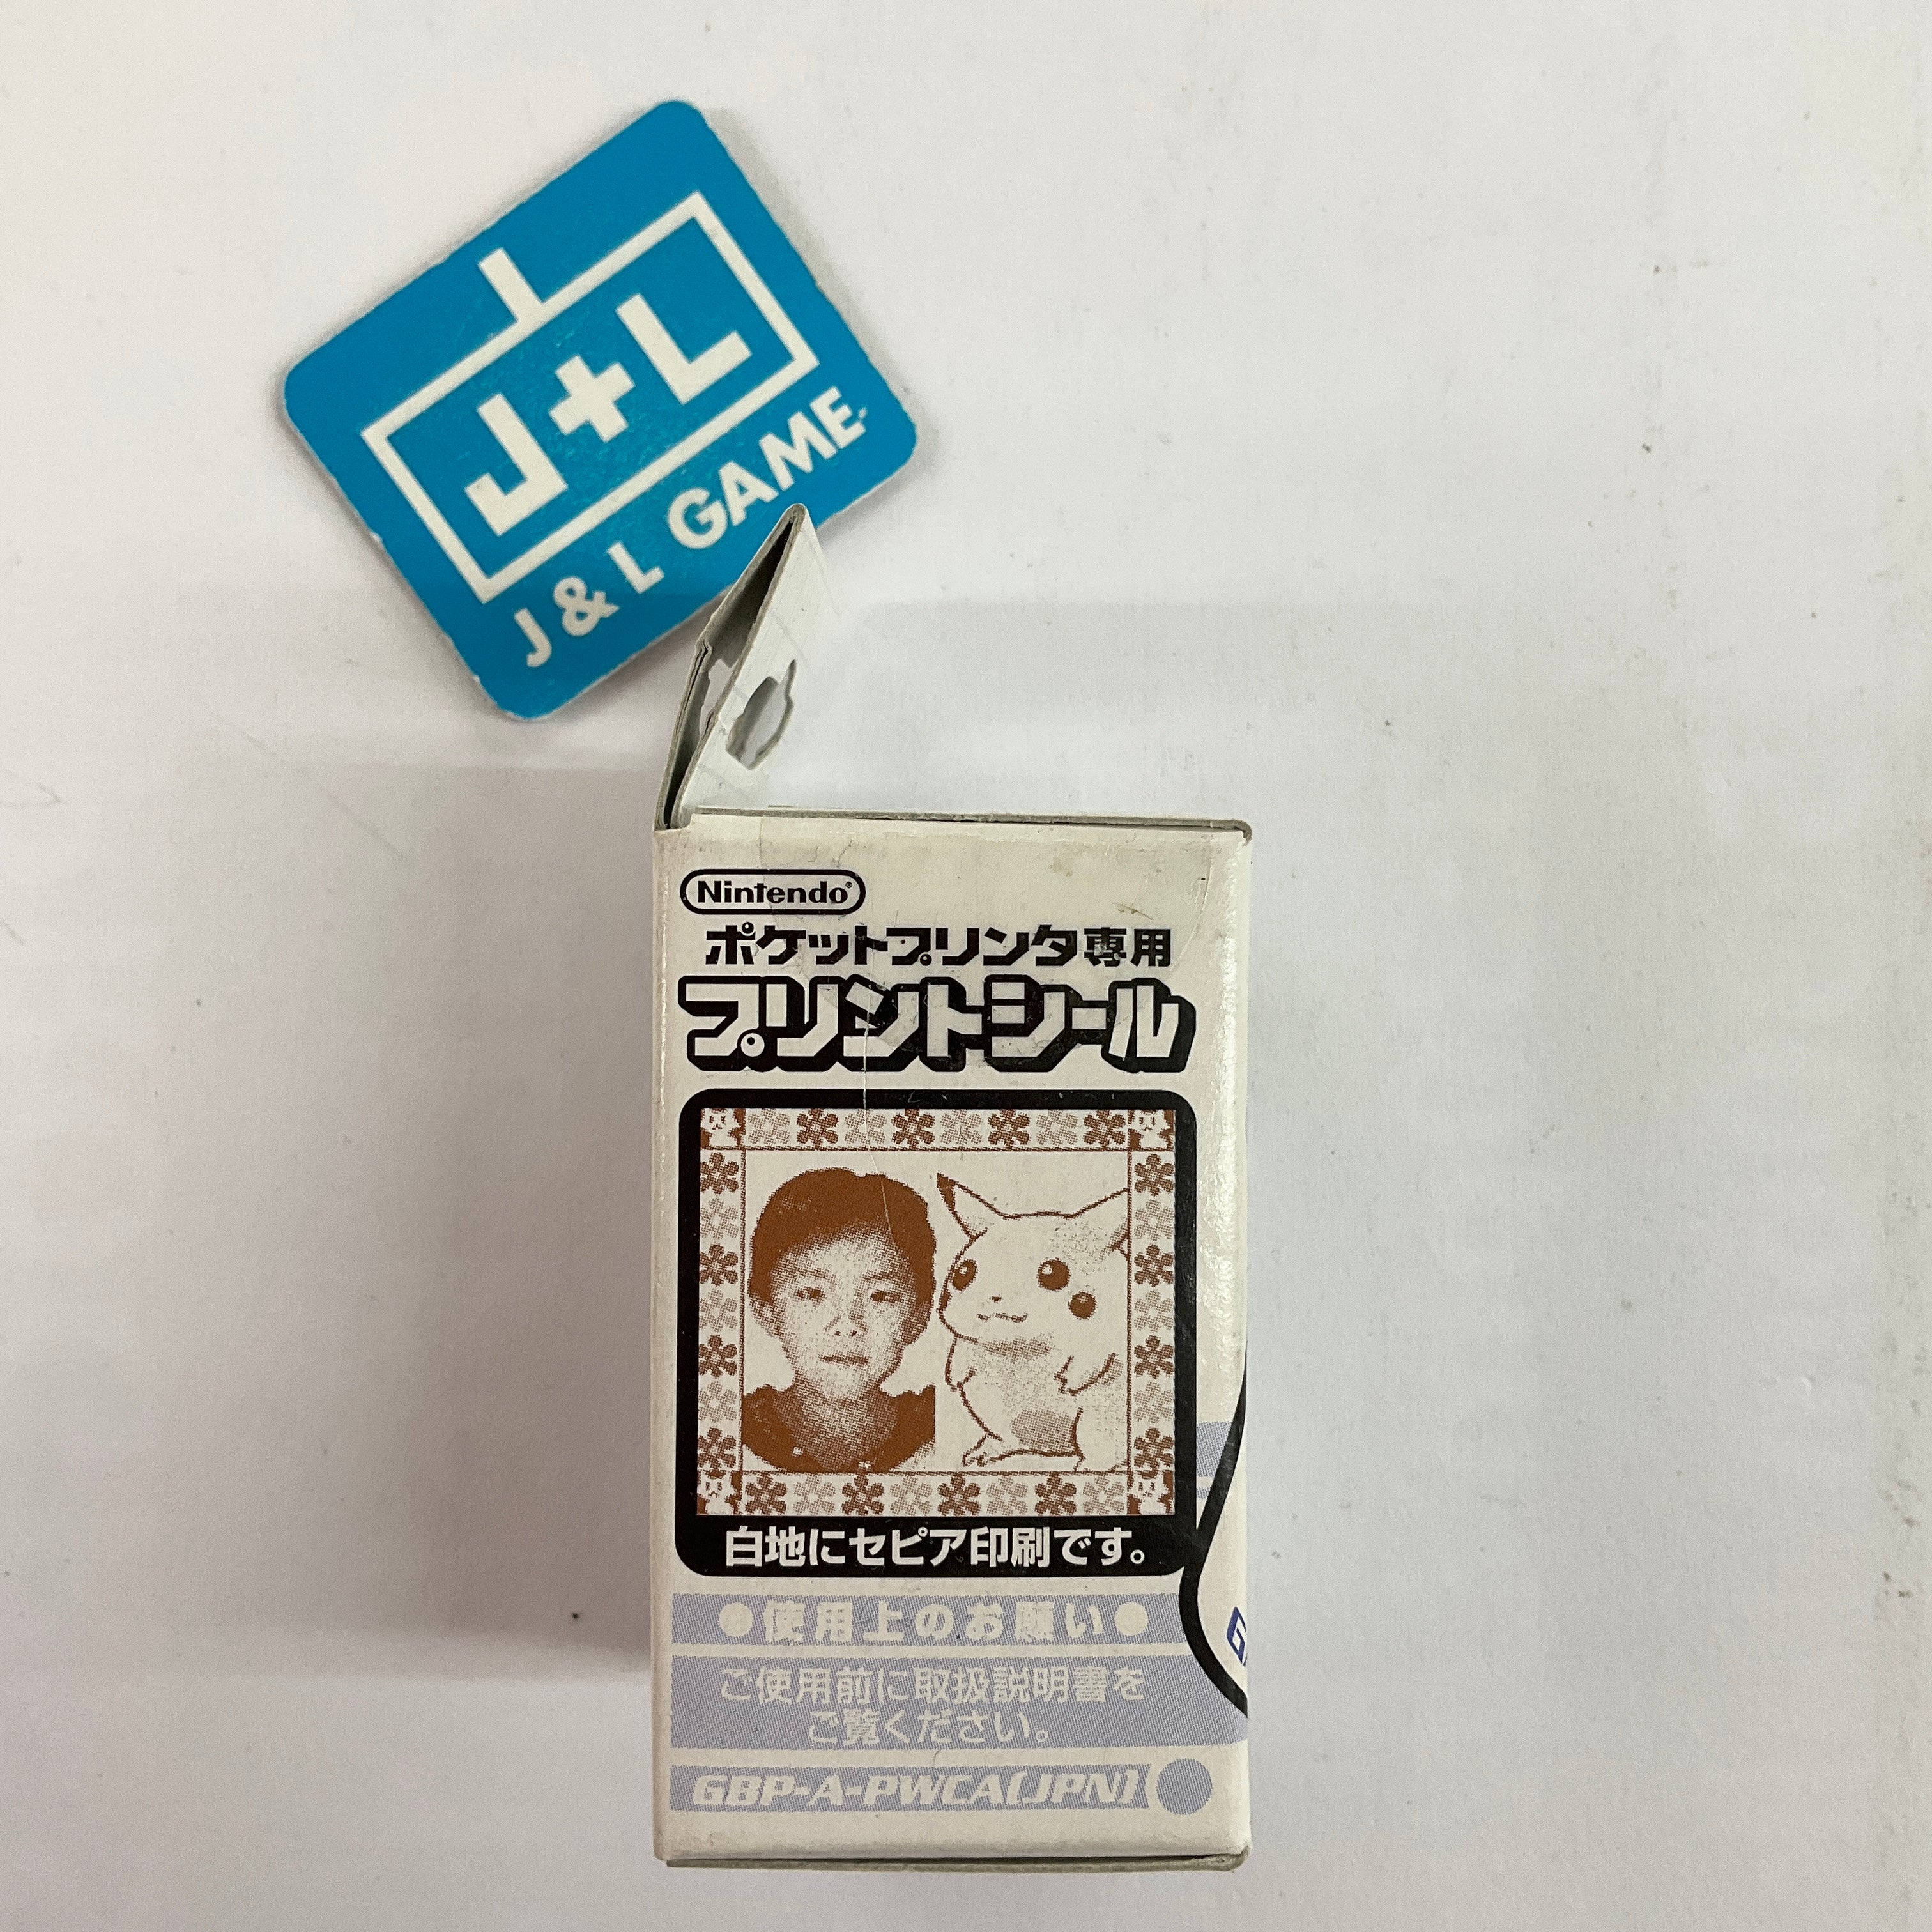 J+L
J & L GAME
Nintendo®
ポケットプリンタ専用
プリントシール
白地にセピア印刷です。
●使用上のお願い●
ご使用前に取扱説明書を
ご覧ください。
GBP-A-PWCA(JPN)